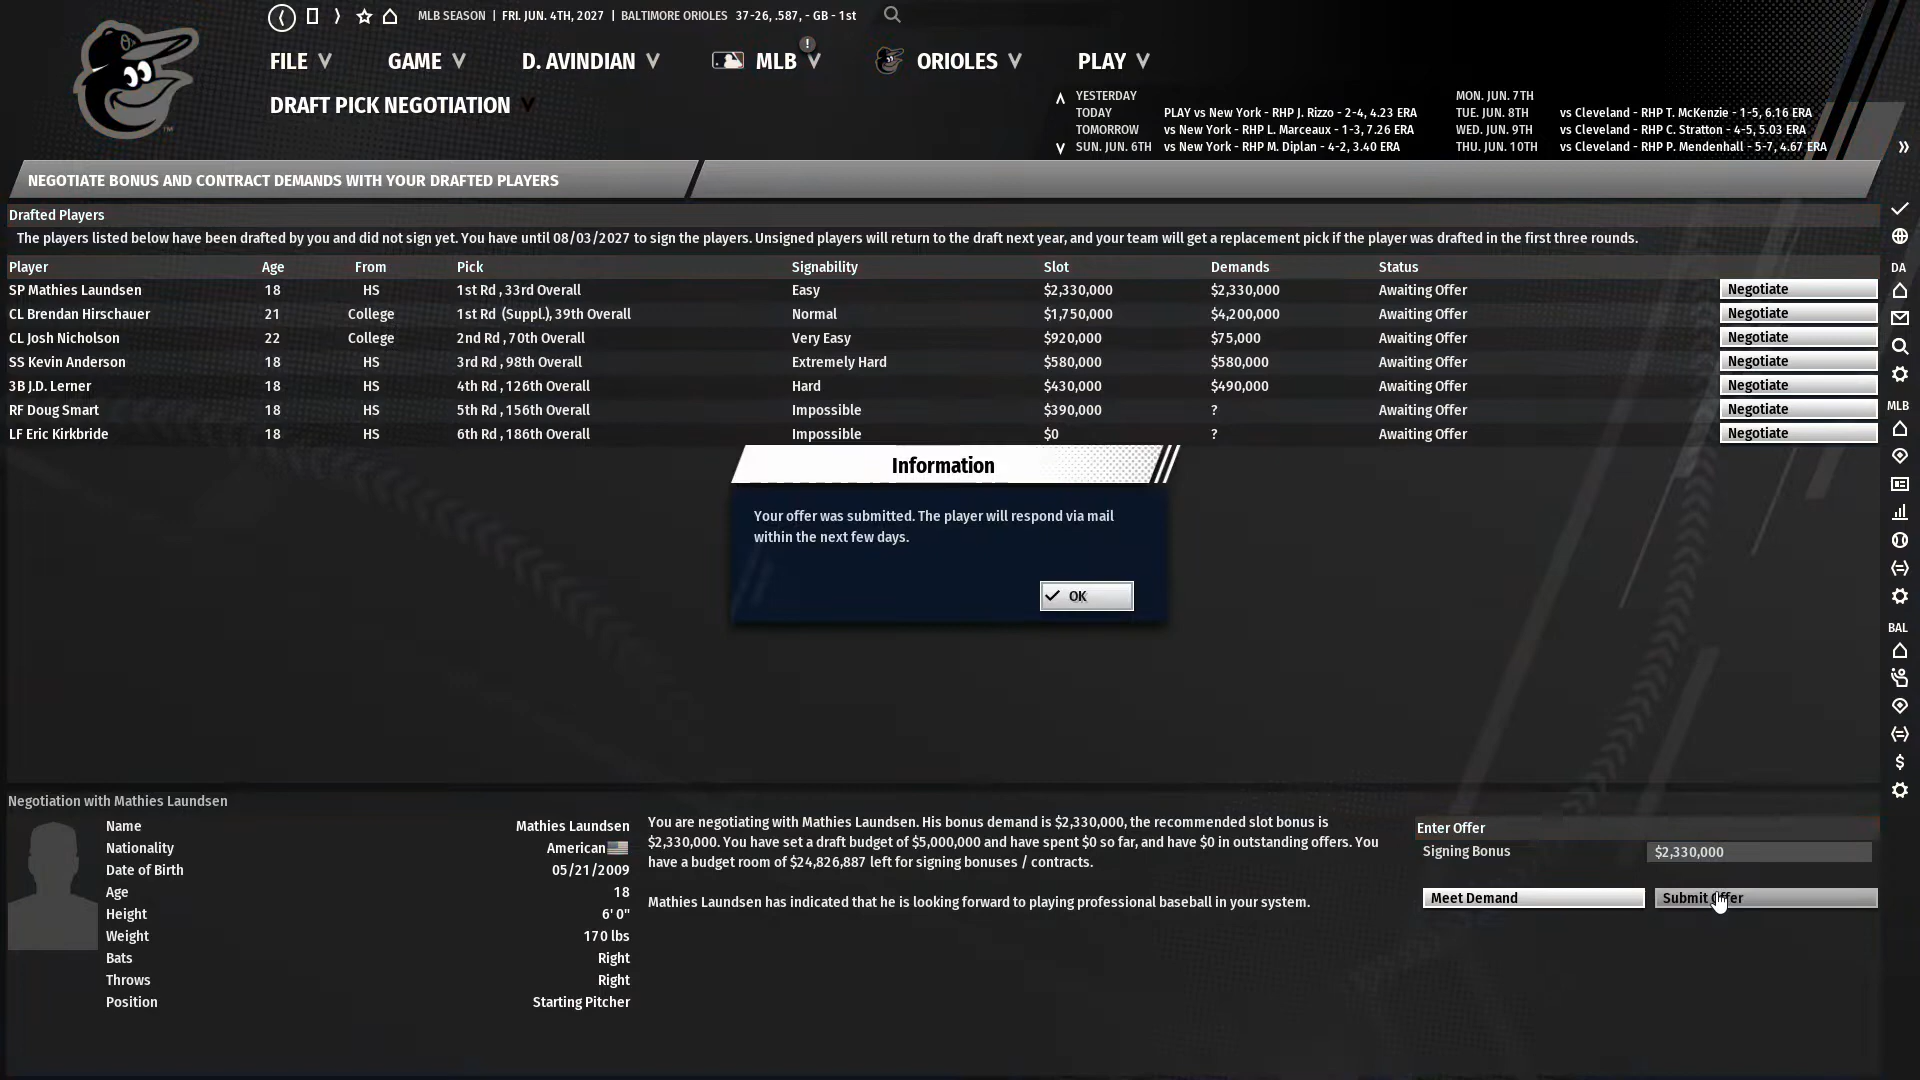 MLB SEASON | FRI. JUN. 4TH, 2027 | BALTIMORE ORIOLES 37-26, .587, - GB - 1st
FILE GAME D. AVINDIAN MLB ! ORIOLES PLAY
DRAFT PICK NEGOTIATION
YESTERDAY
TODAY PLAY vs New York - RHP J. Rizzo - 2-4, 4.23 ERA
TOMORROW vs New York - RHP L. Marceaux - 1-3, 7.26 ERA
SUN. JUN. 6TH vs New York - RHP M. Diplan - 4-2, 3.40 ERA
MON. JUN. 7TH
TUE. JUN. 8TH vs Cleveland - RHP T. McKenzie - 1-5, 6.16 ERA
WED. JUN. 9TH vs Cleveland - RHP C. Stratton - 4-5, 5.03 ERA
THU. JUN. 10TH vs Cleveland - RHP P. Mendenhall - 5-7, 4.67 ERA
NEGOTIATE BONUS AND CONTRACT DEMANDS WITH YOUR DRAFTED PLAYERS
Drafted Players
The players listed below have been drafted by you and did not sign yet. You have until 08/03/2027 to sign the players. Unsigned players will return to the draft next year, and your team will get a replacement pick if the player was drafted in the first three rounds.
Player Age From Pick Signability Slot Demands Status
SP Mathies Laundsen 18 HS 1st Rd , 33rd Overall Easy $2,330,000 $2,330,000 Awaiting Offer Negotiate
CL Brendan Hirschauer 21 College 1st Rd (Suppl.), 39th Overall Normal $1,750,000 $4,200,000 Awaiting Offer Negotiate
CL Josh Nicholson 22 College 2nd Rd , 70th Overall Very Easy $920,000 $75,000 Awaiting Offer Negotiate
SS Kevin Anderson 18 HS 3rd Rd , 98th Overall Extremely Hard $580,000 $580,000 Awaiting Offer Negotiate
3B J.D. Lerner 18 HS 4th Rd , 126th Overall Hard $430,000 $490,000 Awaiting Offer Negotiate
RF Doug Smart 18 HS 5th Rd , 156th Overall Impossible $390,000 ? Awaiting Offer Negotiate
LF Eric Kirkbride 18 HS 6th Rd , 186th Overall Impossible $0 ? Awaiting Offer Negotiate
DA
MLB
BAL
$
Information
Your offer was submitted. The player will respond via mail
within the next few days.
OK
Negotiation with Mathies Laundsen
Name Mathies Laundsen
Nationality American
Date of Birth 05/21/2009
Age 18
Height 6' 0"
Weight 170 lbs
Bats Right
Throws Right
Position Starting Pitcher
You are negotiating with Mathies Laundsen. His bonus demand is $2,330,000, the recommended slot bonus is
$2,330,000. You have set a draft budget of $5,000,000 and have spent $0 so far, and have $0 in outstanding offers. You
have a budget room of $24,826,887 left for signing bonuses / contracts.
Mathies Laundsen has indicated that he is looking forward to playing professional baseball in your system.
Enter Offer
Signing Bonus $2,330,000
Meet Demand Submit Offer